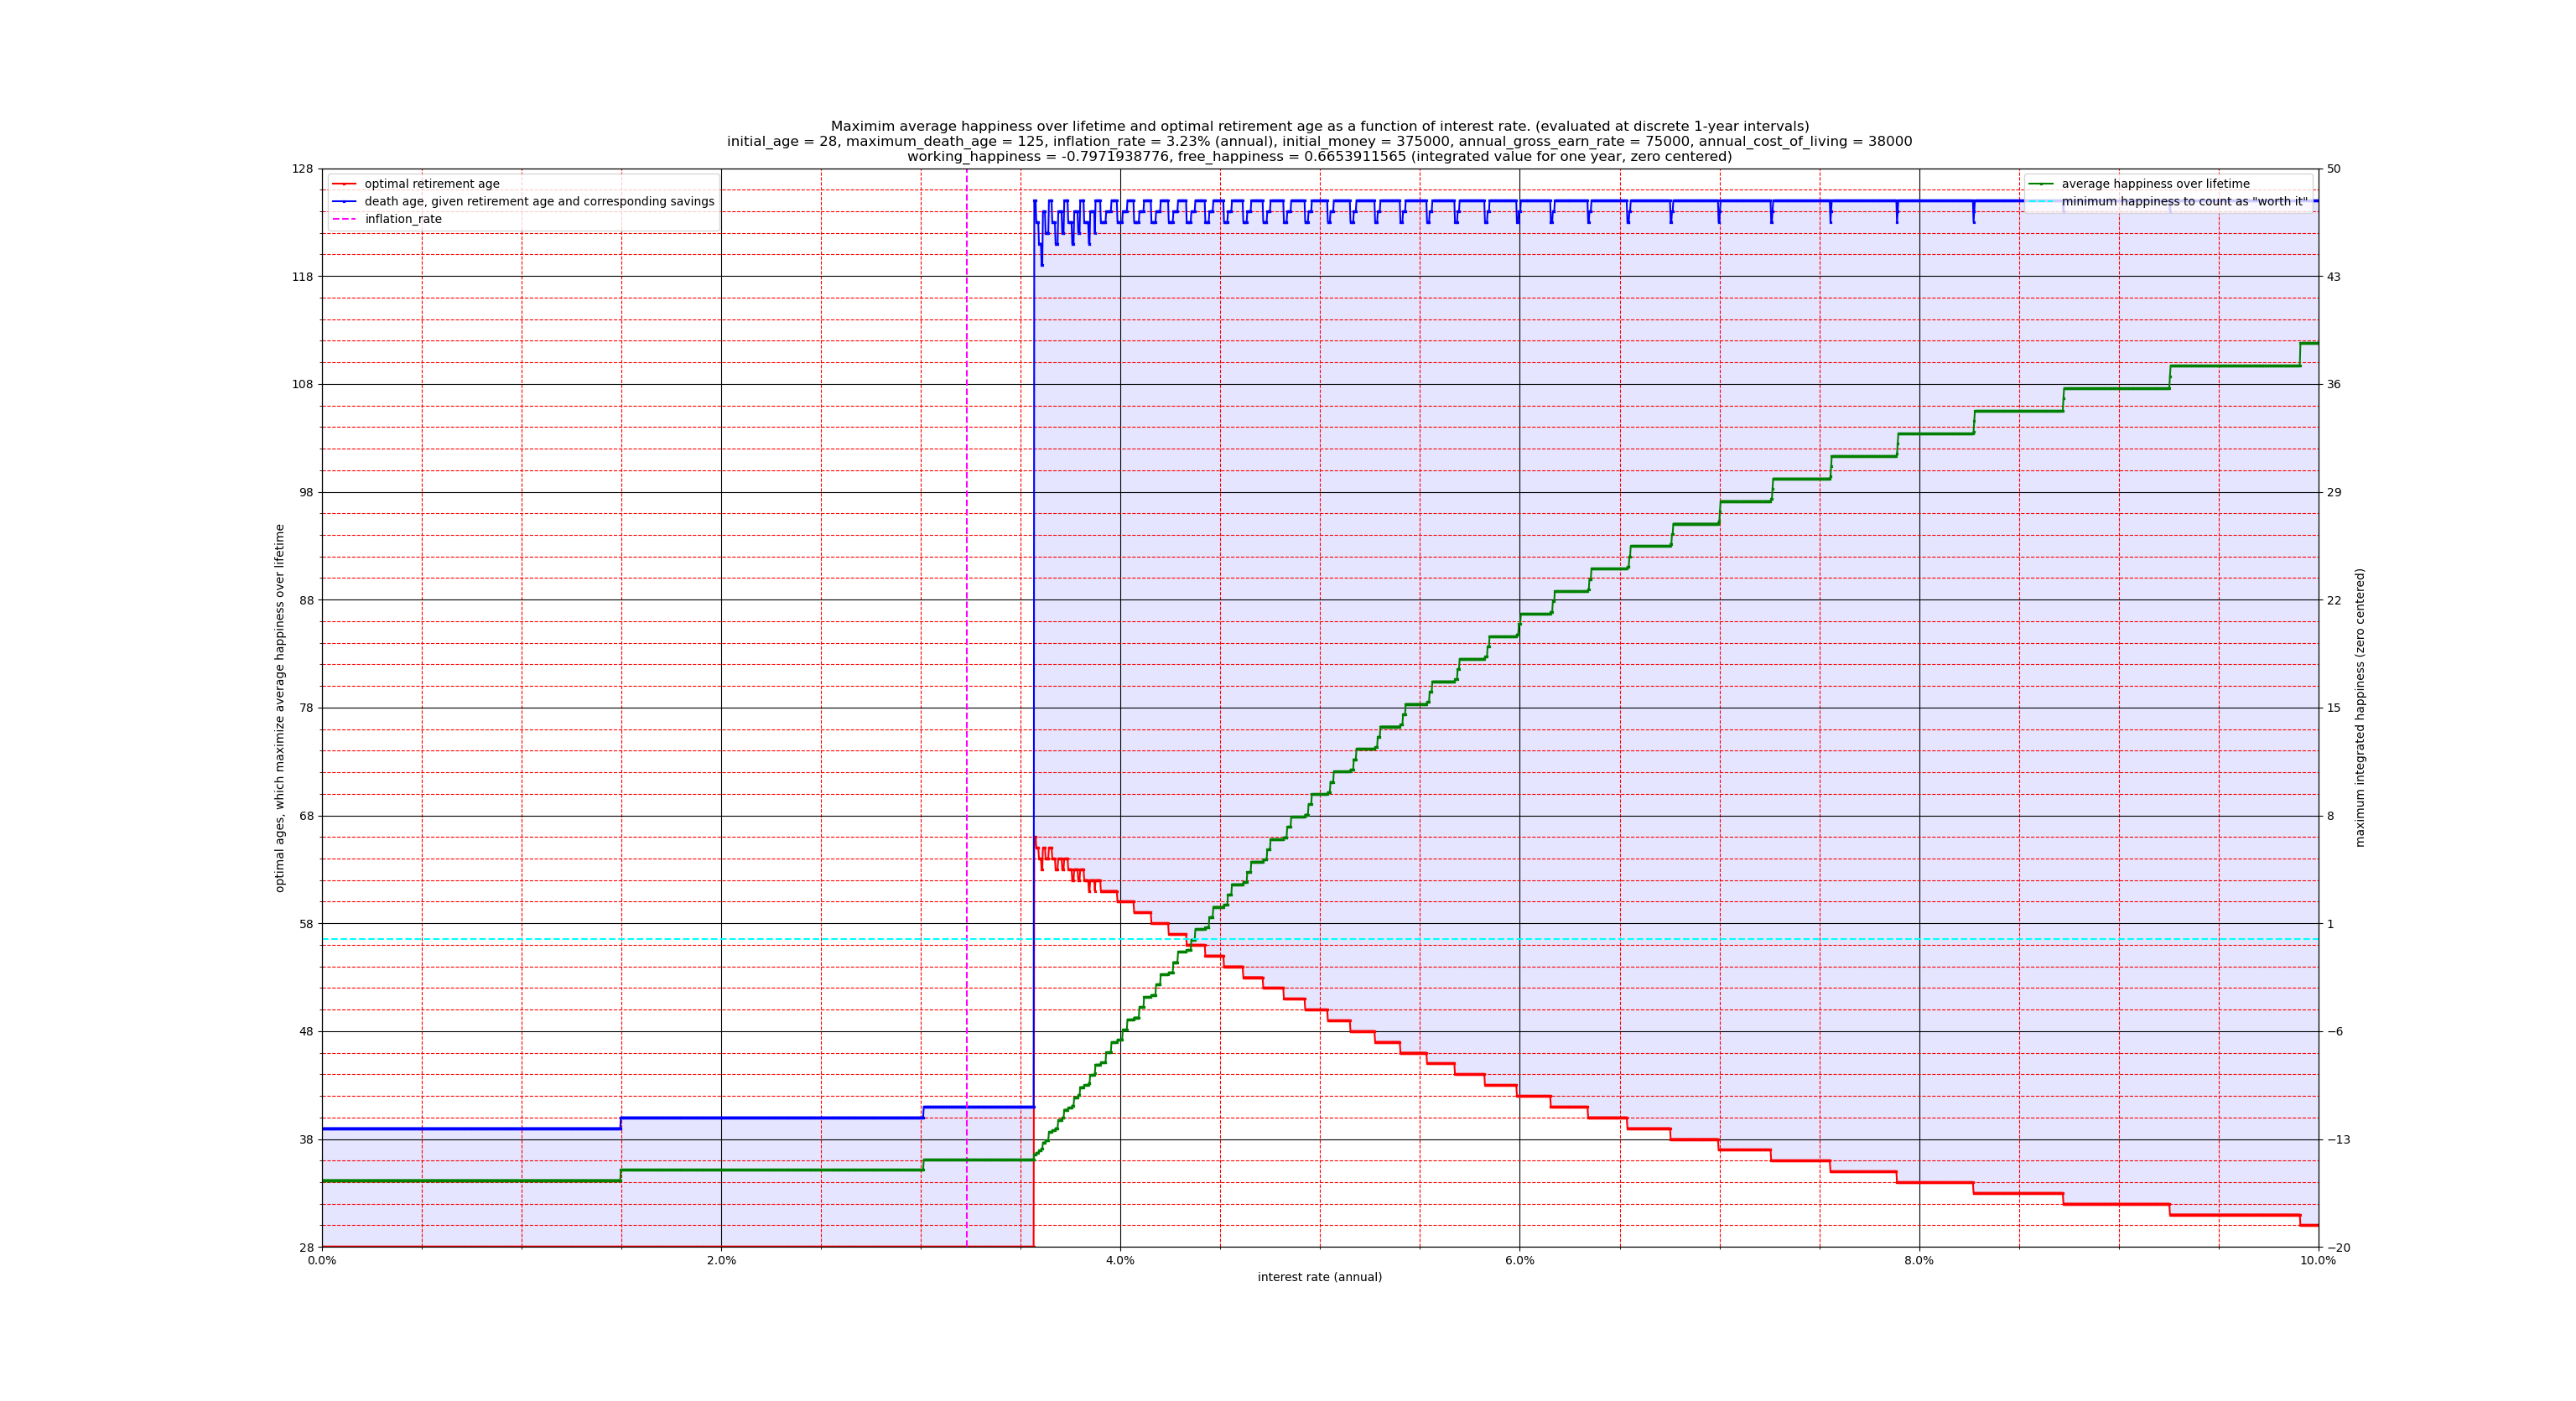 Maximim average happiness over lifetime and optimal retirement age as a function of interest rate. (evaluated at discrete 1-year intervals)
initial_age = 28, maximum_death_age = 125, inflation_rate = 3.23% (annual), initial_money = 375000, annual_gross_earn_rate = 75000, annual_cost_of_living = 38000
working_happiness = -0.7971938776, free_happiness = 0.6653911565 (integrated value for one year, zero centered)
optimal retirement age
death age, given retirement age and corresponding savings
inflation_rate
average happiness over lifetime
minimum happiness to count as "worth it"
optimal ages, which maximize average happiness over lifetime
128
118
108
98
88
78
68
58
48
38
28
50
43
36
29
22
15
8
1
−6
−13
−20
maximum integrated happiness (zero centered)
0.0%
2.0%
4.0%
6.0%
8.0%
10.0%
interest rate (annual)